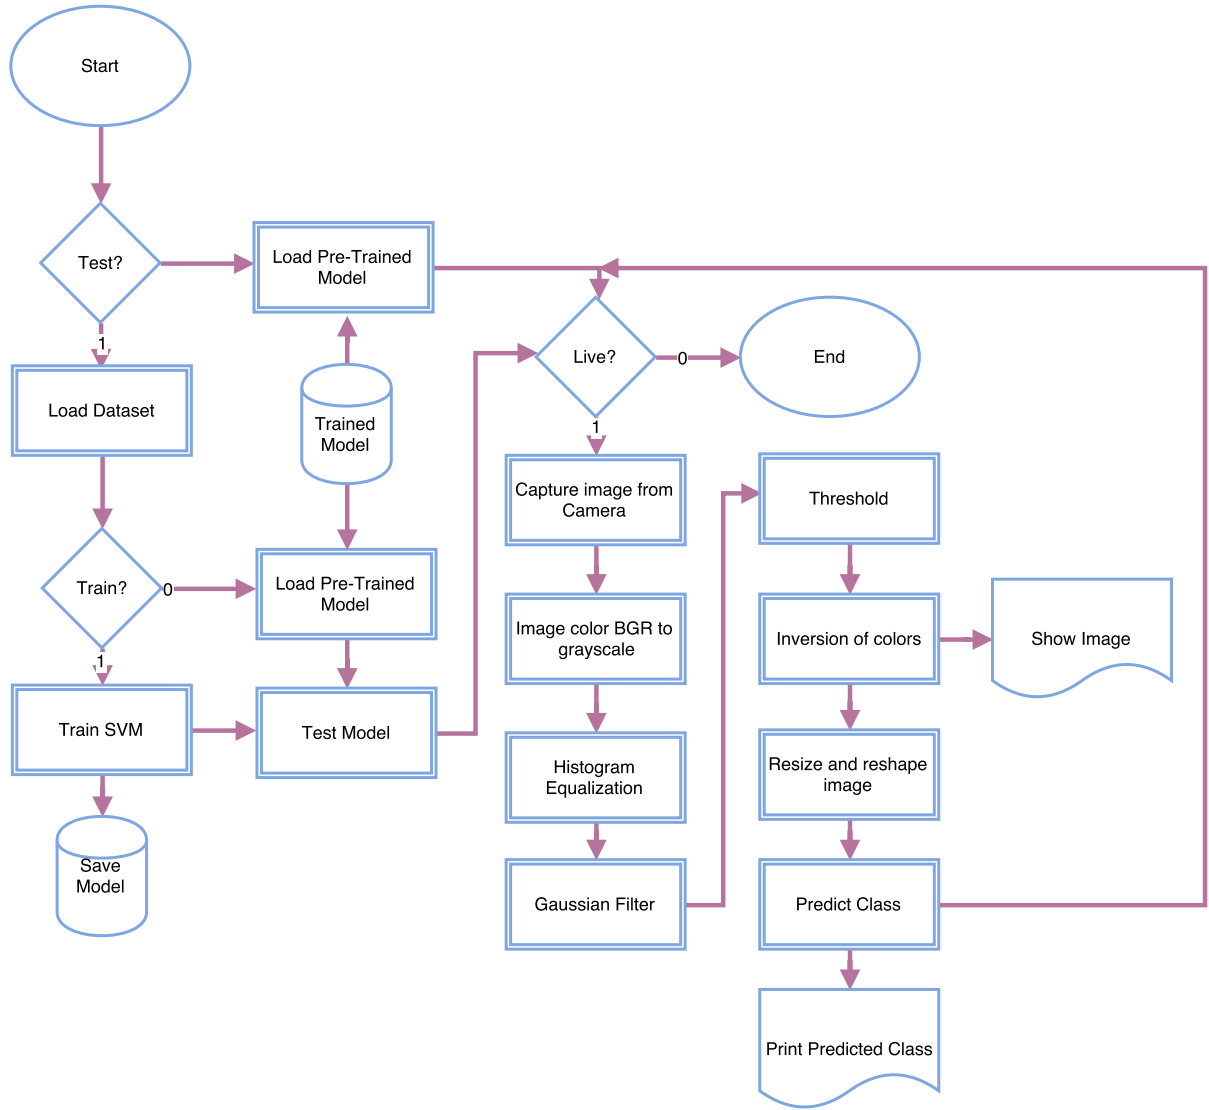 Start
Test?
1
Load Pre-Trained
Model
Load Dataset
Trained
Model
Train?
0
1
Load Pre-Trained
Model
Train SVM
Test Model
Save
Model
Live?
0
End
1
Capture image from
Camera
Image color BGR to
grayscale
Histogram
Equalization
Gaussian Filter
Threshold
Inversion of colors
Show Image
Resize and reshape
image
Predict Class
Print Predicted Class